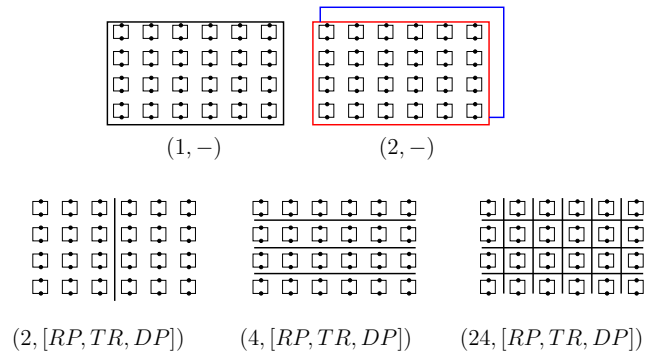 (1, −)
(2, −)
(2, [RP, TR, DP])
(4, [RP, TR, DP])
(24, [RP, TR, DP])